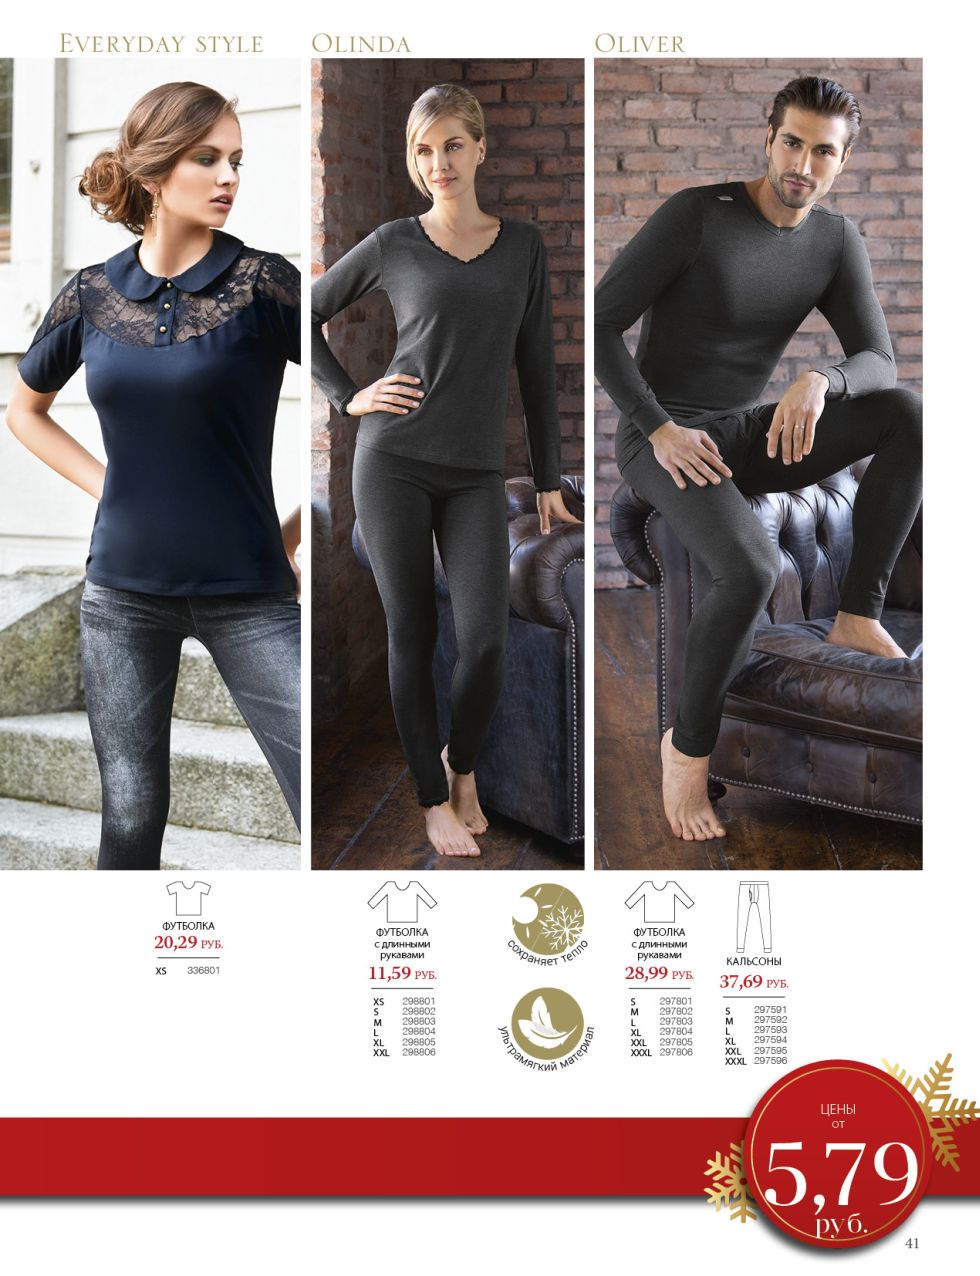 Everyday style
Olinda
Oliver
ФУТБОЛКА
20,29 РУБ.
XS 336801
ФУТБОЛКА
с длинными
рукавами
11,59 РУБ.
XS 298801
S 298802
M 298803
L 298804
XL 298805
XXL 298806
сохраняет тепло
ультрамягкий материал
ФУТБОЛКА
с длинными
рукавами
28,99 РУБ.
S 297801
M 297802
L 297803
XL 297804
XXL 297805
XXXL 297806
КАЛЬСОНЫ
37,69 РУБ.
S 297591
M 297592
L 297593
XL 297594
XXL 297595
XXXL 297596
ЦЕНЫ
от
5,79
руб.
41